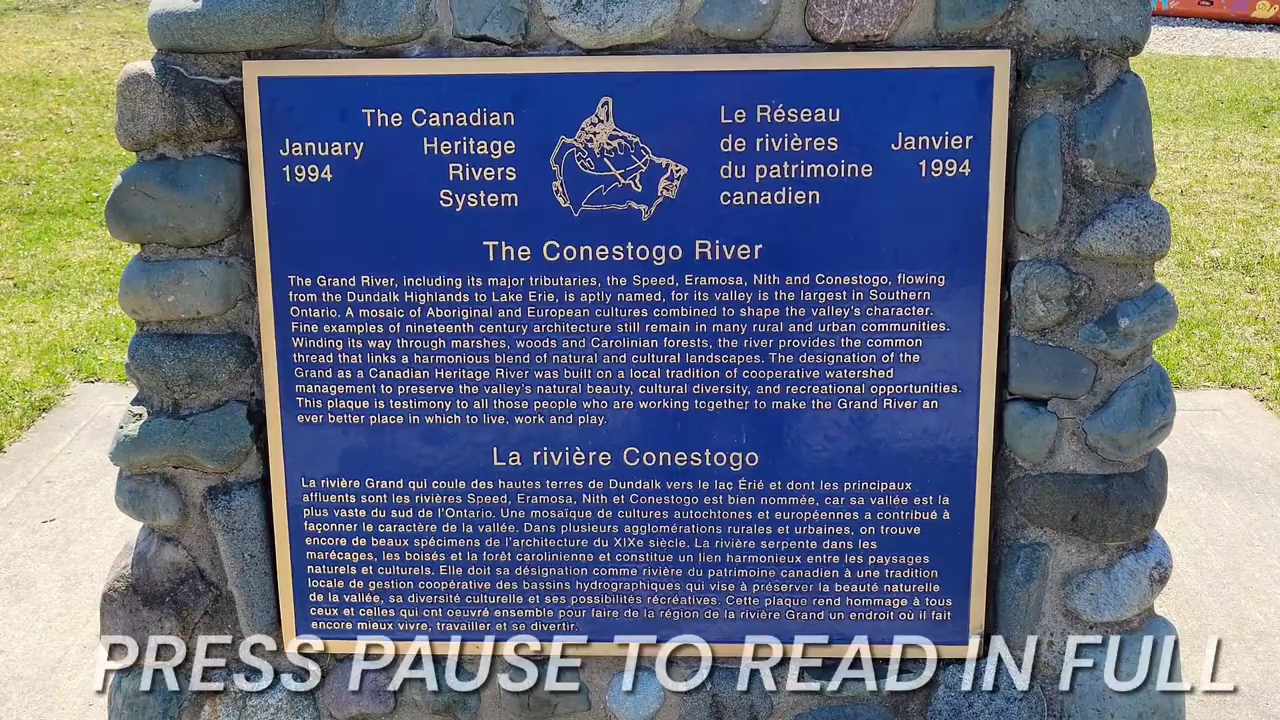 The Canadian
Heritage
Rivers
System
January
1994
Le Réseau
de rivières
du patrimoine
canadien
Janvier
1994
The Conestogo River
The Grand River, including its major tributaries, the Speed, Eramosa, Nith and Conestogo, flowing
from the Dundalk Highlands to Lake Erie, is aptly named, for its valley is the largest in Southern
Ontario. A mosaic of Aboriginal and European cultures combined to shape the valley's character.
Fine examples of nineteenth century architecture still remain in many rural and urban communities.
Winding its way through marshes, woods and Carolinian forests, the river provides the common
thread that links a harmonious blend of natural and cultural landscapes. The designation of the
Grand as a Canadian Heritage River was built on a local tradition of cooperative watershed
management to preserve the valley's natural beauty, cultural diversity, and recreational opportunities.
This plaque is testimony to all those people who are working together to make the Grand River an
ever better place in which to live, work and play.
La rivière Conestogo
La rivière Grand qui coule des hautes terres de Dundalk vers le lac Érié et dont les principaux
affluents sont les rivières Speed, Eramosa, Nith et Conestogo est bien nommée, car sa vallée est la
plus vaste du sud de l'Ontario. Une mosaïque de cultures autochtones et européennes a contribué à
façonner le caractère de la vallée. Dans plusieurs agglomérations rurales et urbaines, on trouve
encore de beaux spécimens de l'architecture du XIXe siècle. La rivière serpente dans les
marécages, les boisés et la forêt carolinienne et constitue un lien harmonieux entre les paysages
naturels et culturels. Elle doit sa désignation comme rivière du patrimoine canadien à une tradition
locale de gestion coopérative des bassins hydrographiques qui vise à préserver la beauté naturelle
de la vallée, sa diversité culturelle et ses possibilités récréatives. Cette plaque rend hommage à tous
ceux et celles qui ont oeuvré ensemble pour faire de la région de la rivière Grand un endroit où il fait
encore mieux vivre, travailler et se divertir.
PRESS PAUSE TO READ IN FULL